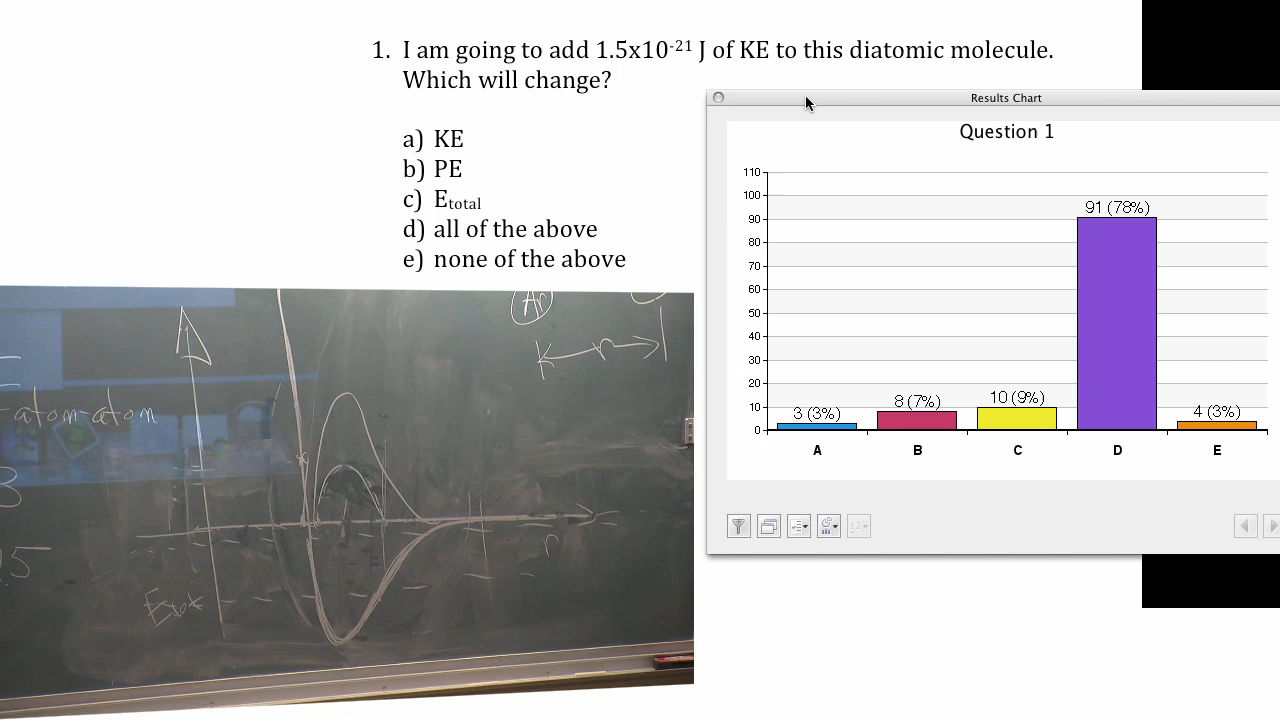 1. I am going to add 1.5x10⁻²¹ J of KE to this diatomic molecule.
Which will change?
a) KE
b) PE
c) Etotal
d) all of the above
e) none of the above
Results Chart
Question 1
110
100
90
80
70
60
50
40
30
20
10
0
3 (3%)
8 (7%)
10 (9%)
91 (78%)
4 (3%)
A B C D E
12
Ar
r
-atom-atom
r
Etot